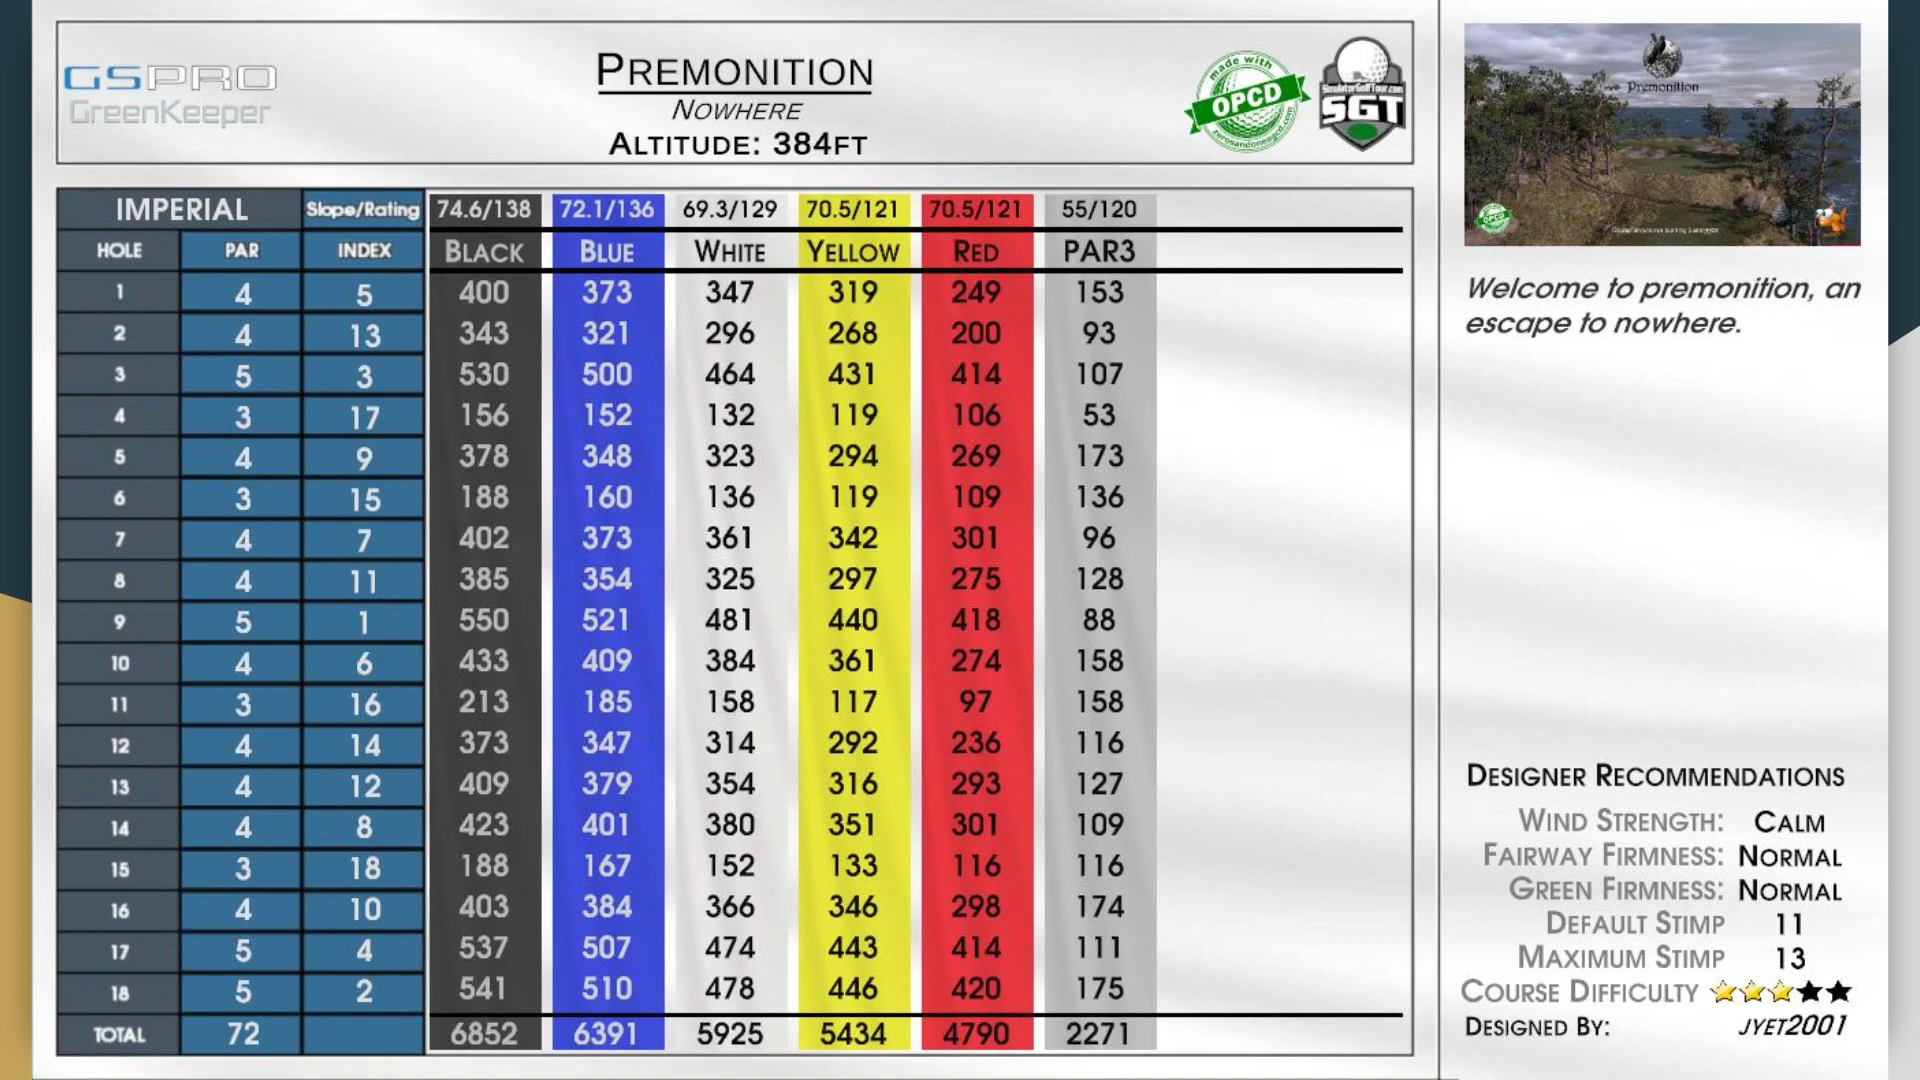 GSPRO
GreenKeeper
PREMONITION
NOWHERE
ALTITUDE: 384FT
made with
OPCD
zerosandonesgcd.com
SimulatorGolfTour.com
SGT
IMPERIAL Slope/Rating 74.6/138 72.1/136 69.3/129 70.5/121 70.5/121 55/120
HOLE PAR INDEX BLACK BLUE WHITE YELLOW RED PAR3
1 4 5 400 373 347 319 249 153
2 4 13 343 321 296 268 200 93
3 5 3 530 500 464 431 414 107
4 3 17 156 152 132 119 106 53
5 4 9 378 348 323 294 269 173
6 3 15 188 160 136 119 109 136
7 4 7 402 373 361 342 301 96
8 4 11 385 354 325 297 275 128
9 5 1 550 521 481 440 418 88
10 4 6 433 409 384 361 274 158
11 3 16 213 185 158 117 97 158
12 4 14 373 347 314 292 236 116
13 4 12 409 379 354 316 293 127
14 4 8 423 401 380 351 301 109
15 3 18 188 167 152 133 116 116
16 4 10 403 384 366 346 298 174
17 5 4 537 507 474 443 414 111
18 5 2 541 510 478 446 420 175
TOTAL 72 6852 6391 5925 5434 4790 2271
Premonition
OPCD
Welcome to premonition, an
escape to nowhere.
DESIGNER RECOMMENDATIONS
WIND STRENGTH: CALM
FAIRWAY FIRMNESS: NORMAL
GREEN FIRMNESS: NORMAL
DEFAULT STIMP 11
MAXIMUM STIMP 13
COURSE DIFFICULTY
DESIGNED BY: JYET2001